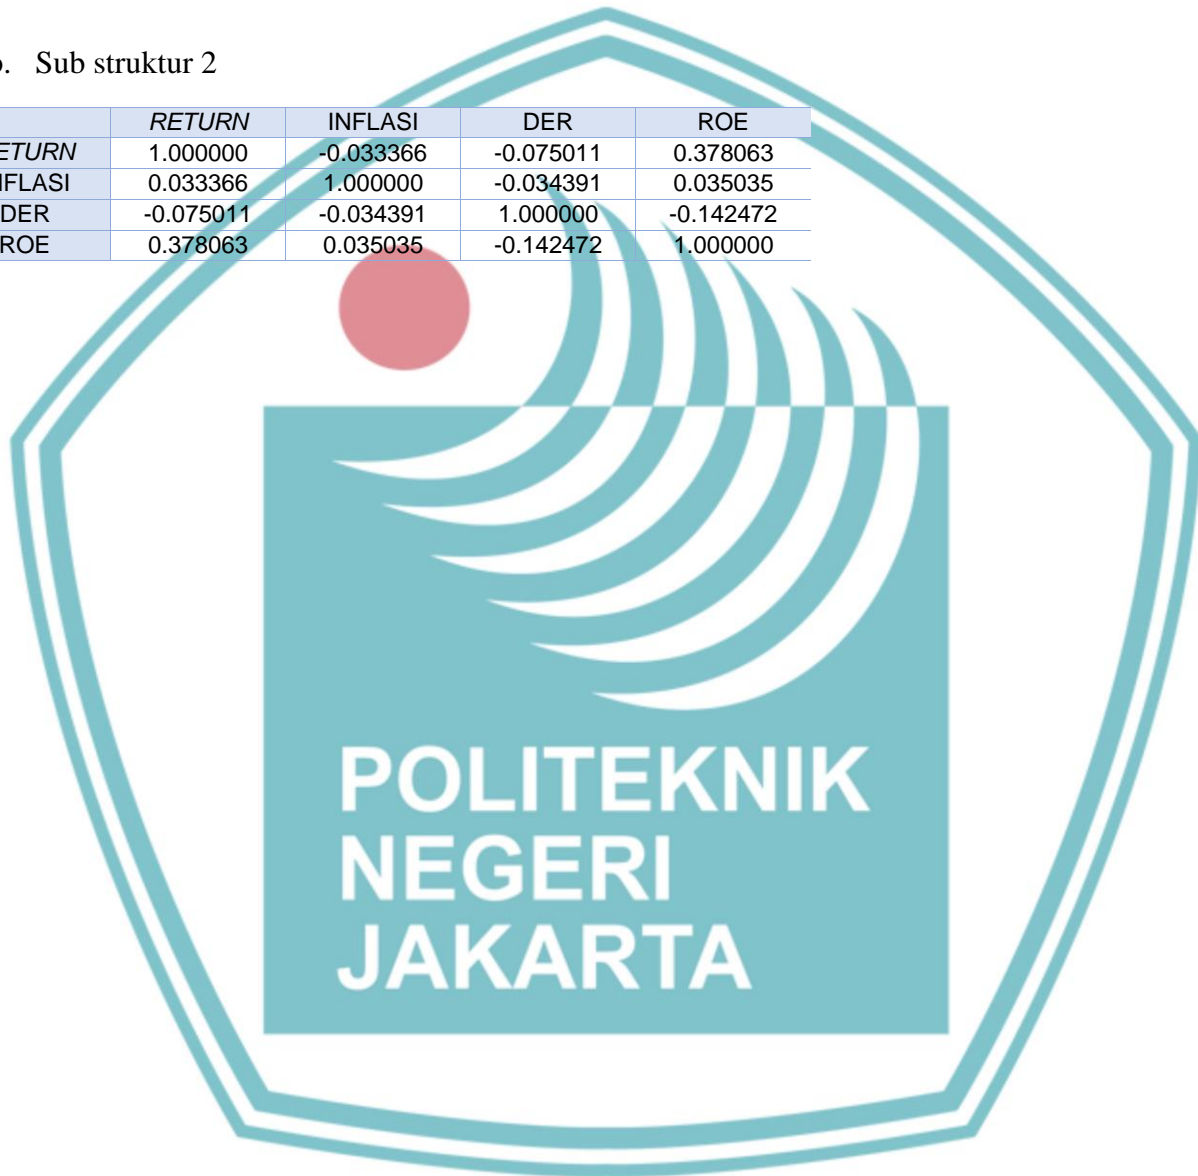 . Sub struktur 2
RETURN INFLASI DER ROE
ETURN 1.000000 -0.033366 -0.075011 0.378063
NFLASI 0.033366 1.000000 -0.034391 0.035035
DER -0.075011 -0.034391 1.000000 -0.142472
ROE 0.378063 0.035035 -0.142472 1.000000
POLITEKNIK
NEGERI
JAKARTA